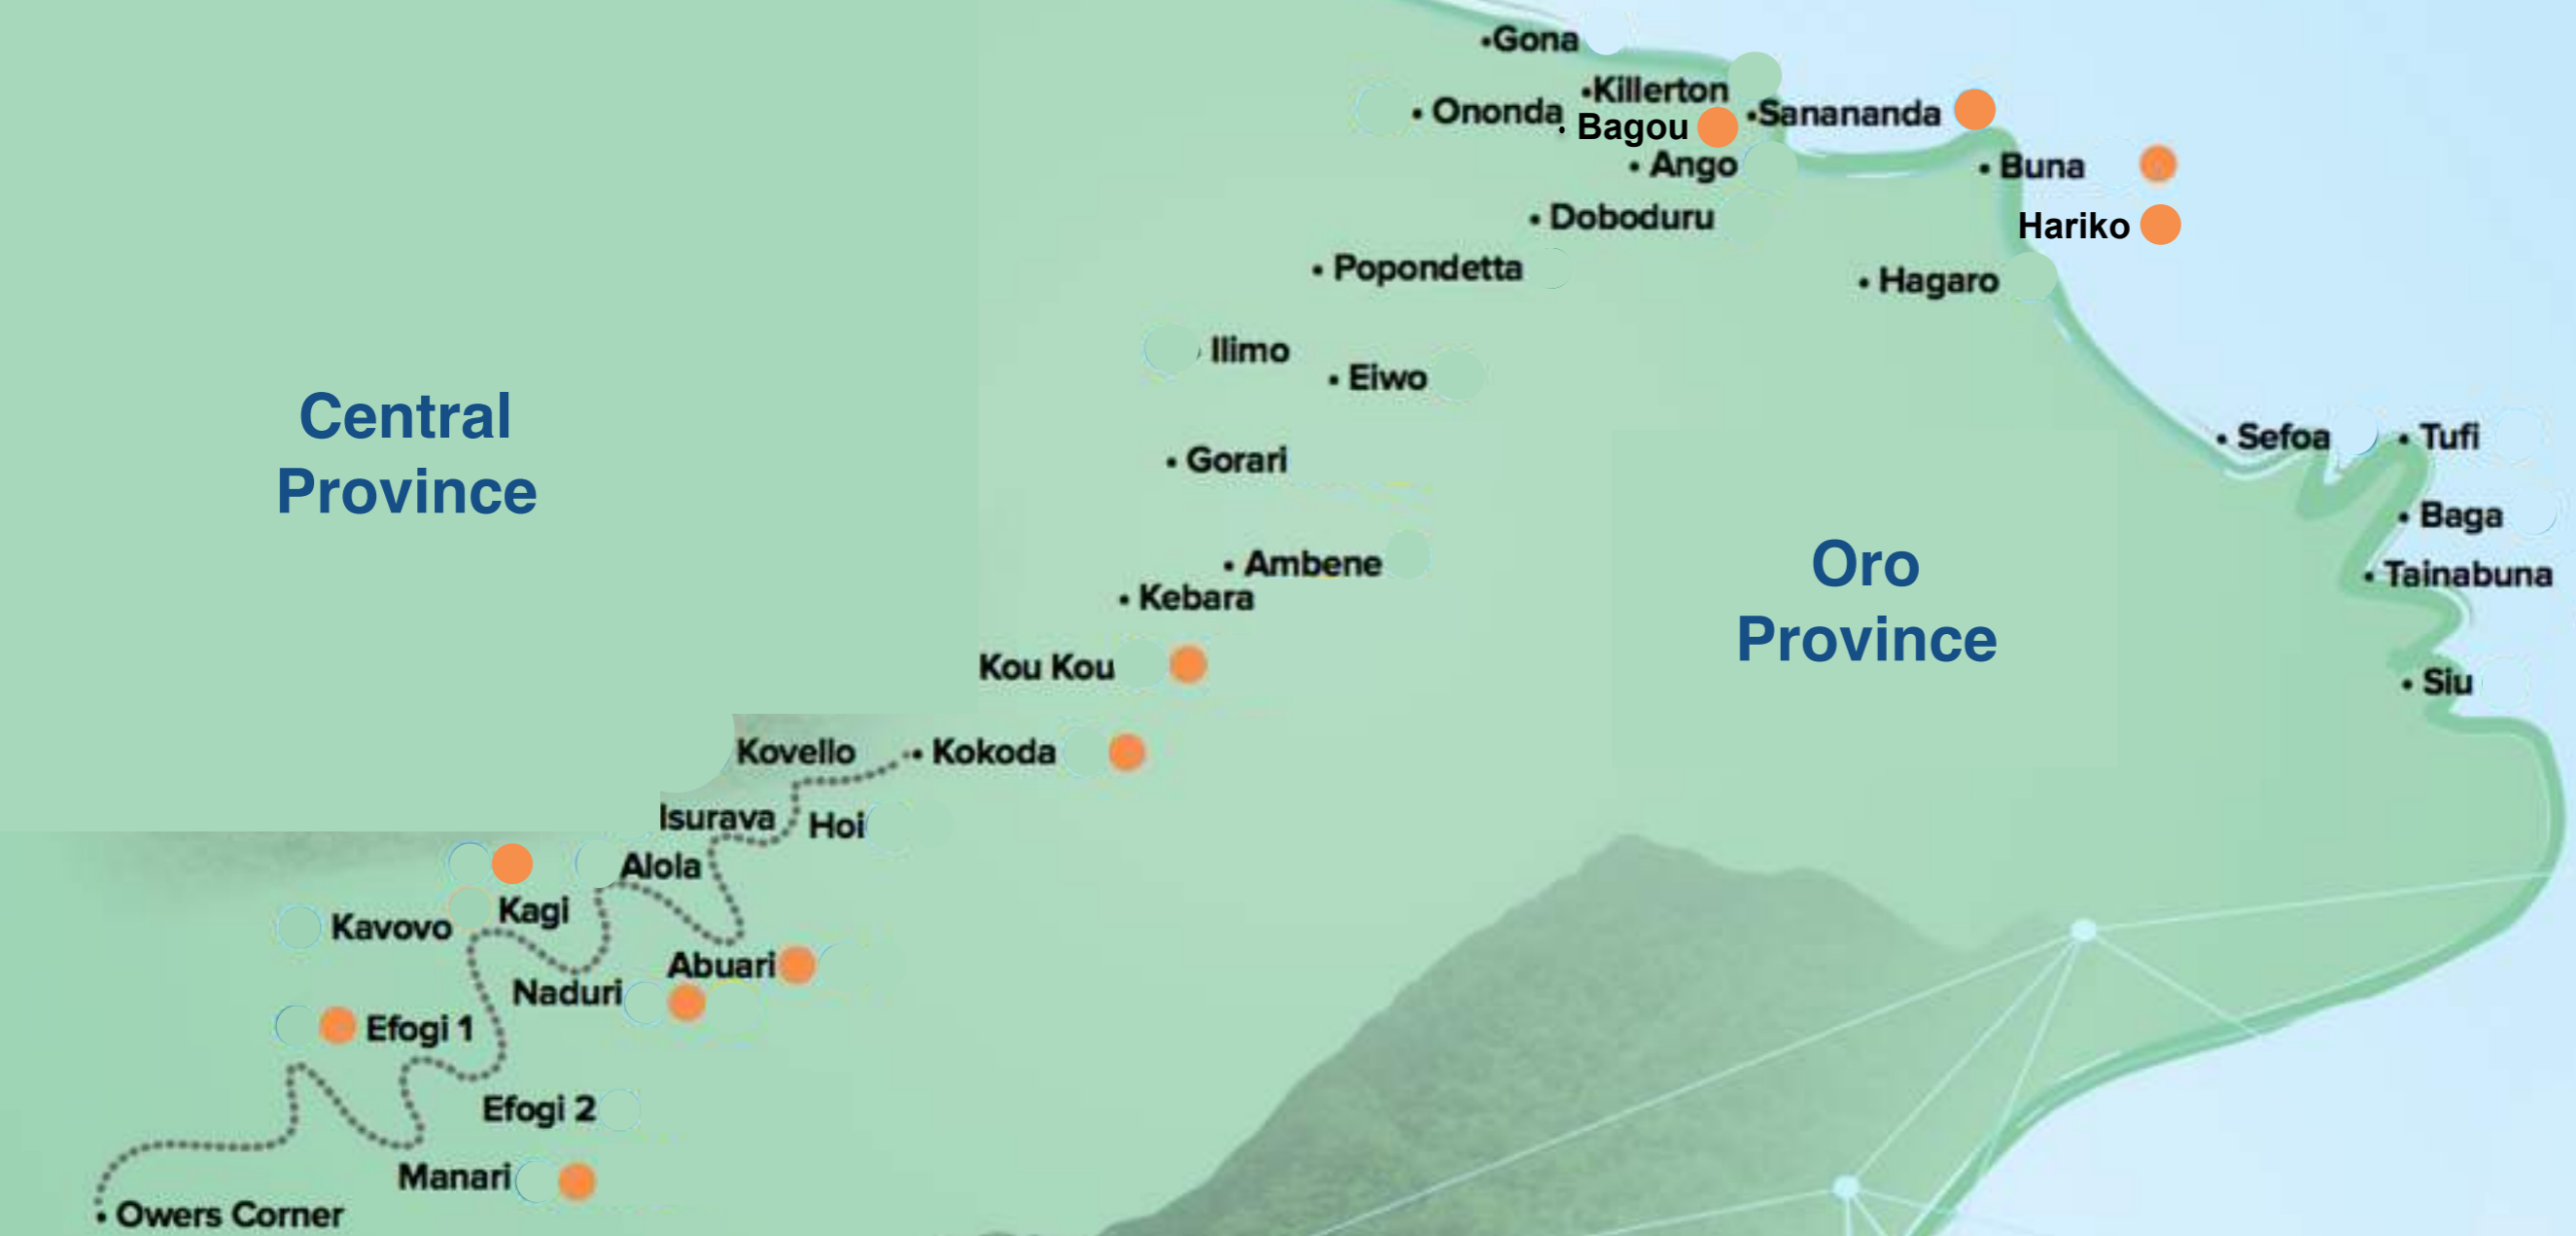 Gona
Killerton
Ononda
Bagou
Sanananda
Ango
Buna
Doboduru
Hariko
Popondetta
Hagaro
Ilimo
Eiwo
Central
Province
Sefoa
Tufi
Gorari
Baga
Oro
Province
Ambene
Tainabuna
Kebara
Kou Kou
Siu
Kovello
Kokoda
Isurava
Hoi
Alola
Kagi
Kavovo
Abuari
Naduri
Efogi 1
Efogi 2
Manari
Owers Corner